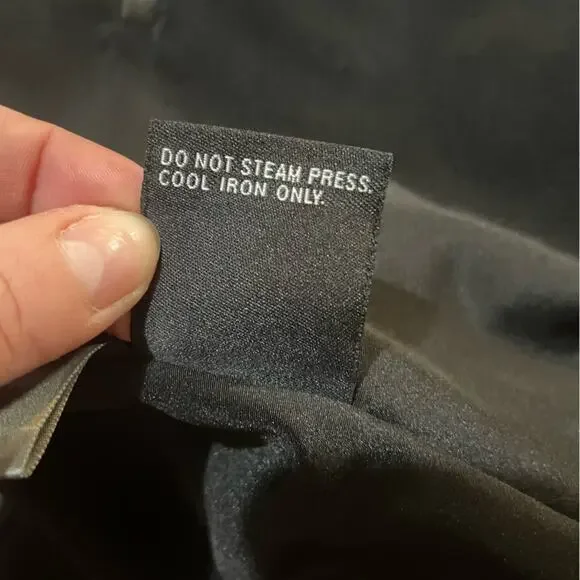 DO NOT STEAM PRESS.
COOL IRON ONLY.